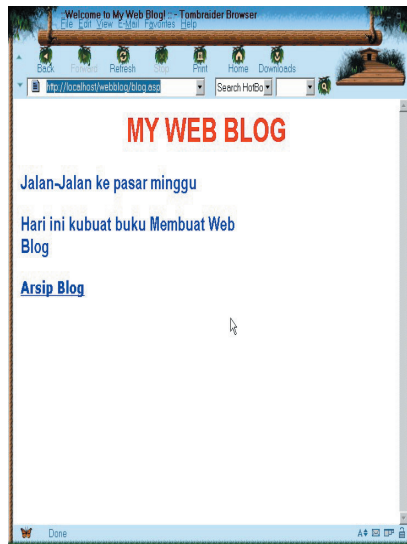 :: Welcome to My Web Blog! :: - Tombraider Browser
File Edit View E-Mail Favorites Help
Back Forward Refresh Stop Print Home Downloads
http://localhost/webblog/blog.asp Search HotBo
MY WEB BLOG
Jalan-Jalan ke pasar minggu
Hari ini kubuat buku Membuat Web
Blog
Arsip Blog
Done